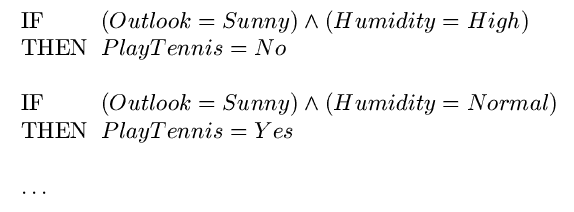 IF (Outlook = Sunny) ∧ (Humidity = High)
THEN PlayTennis = No
IF (Outlook = Sunny) ∧ (Humidity = Normal)
THEN PlayTennis = Yes
...